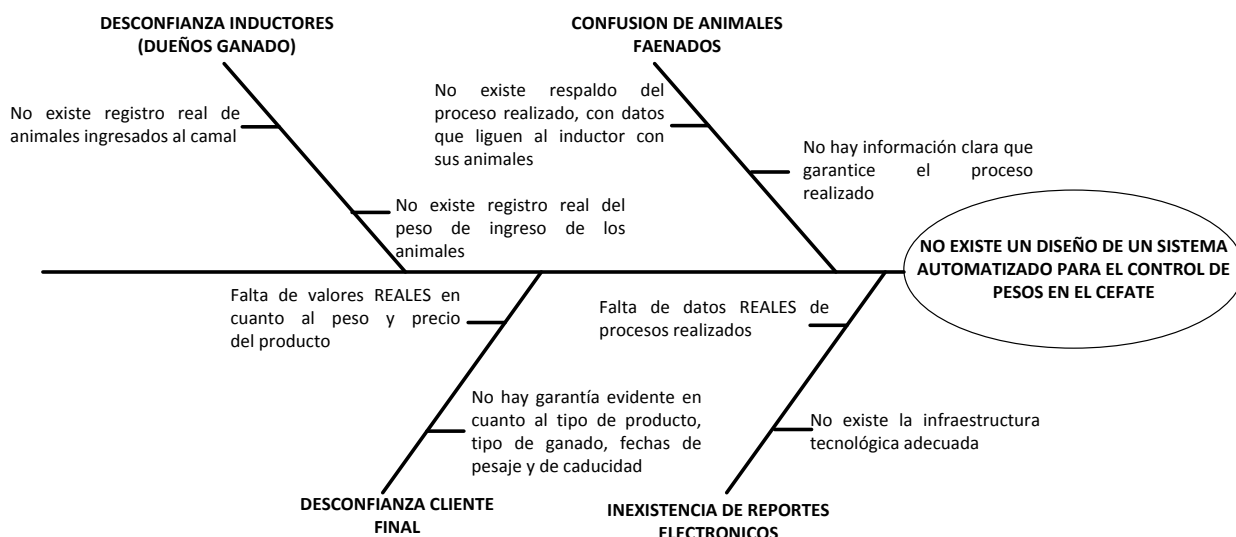 DESCONFIANZA INDUCTORES
(DUEÑOS GANADO)
CONFUSION DE ANIMALES
FAENADOS
No existe registro real de
animales ingresados al camal
No existe respaldo del
proceso realizado, con datos
que liguen al inductor con
sus animales
No hay información clara que
garantice el proceso
realizado
No existe registro real del
peso de ingreso de los
animales
NO EXISTE UN DISEÑO DE UN SISTEMA
AUTOMATIZADO PARA EL CONTROL DE
PESOS EN EL CEFATE
Falta de valores REALES en
cuanto al peso y precio
del producto
Falta de datos REALES de
procesos realizados
No hay garantía evidente en
cuanto al tipo de producto,
tipo de ganado, fechas de
pesaje y de caducidad
No existe la infraestructura
tecnológica adecuada
DESCONFIANZA CLIENTE
FINAL
INEXISTENCIA DE REPORTES
ELECTRONICOS